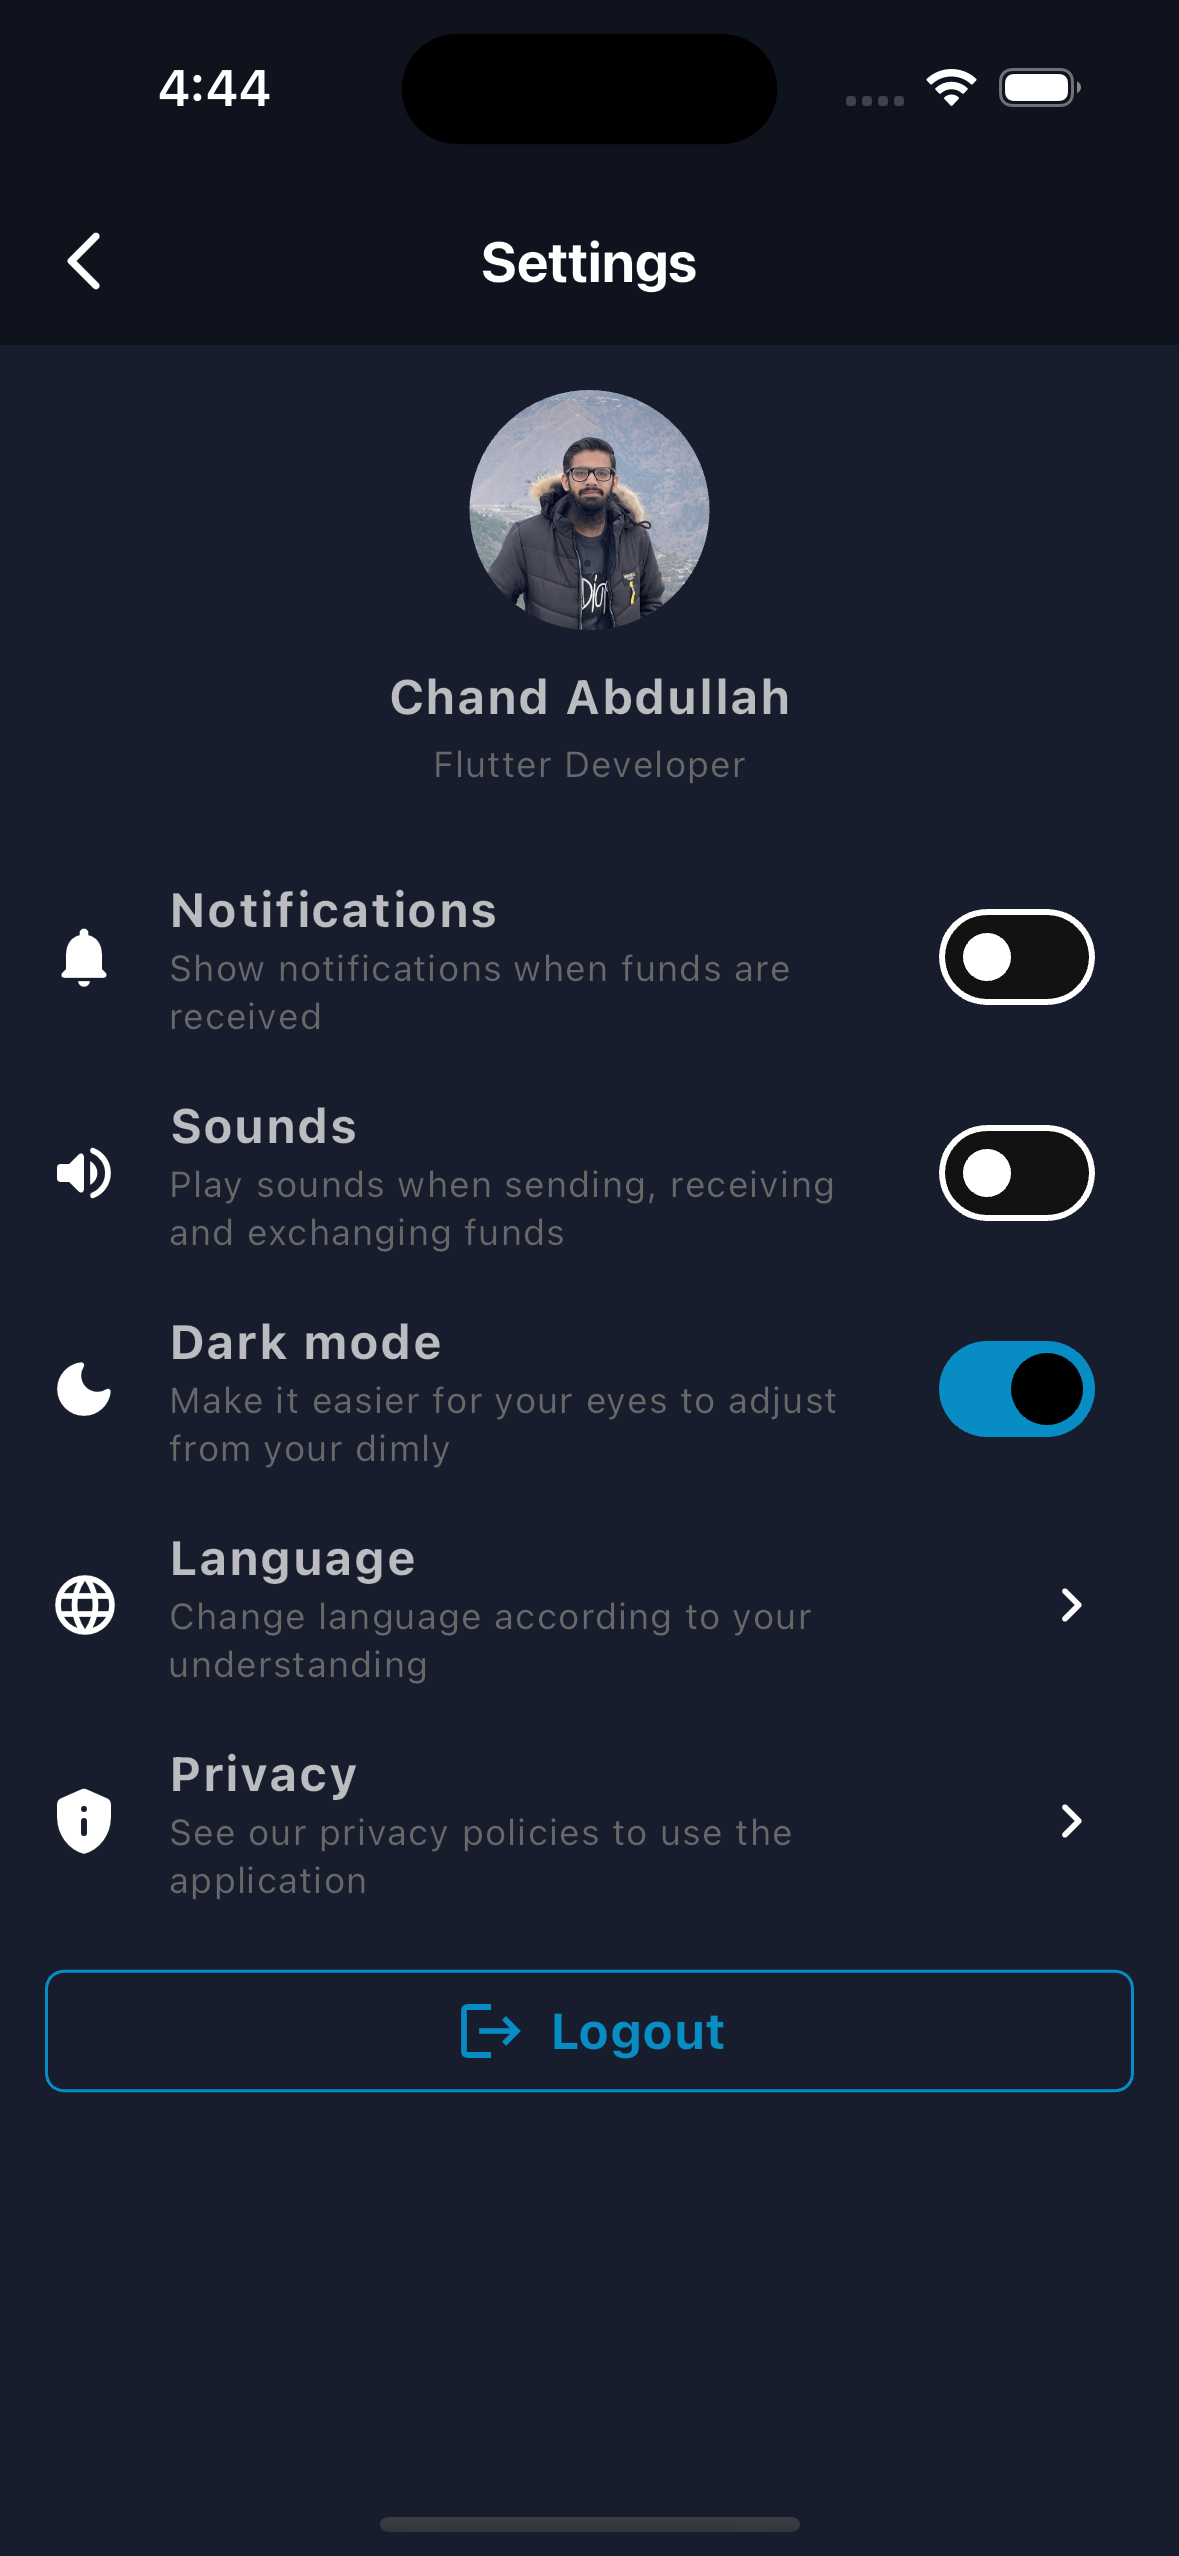 4:44
Settings
Chand Abdullah
Flutter Developer
Notifications
Show notifications when funds are
received
Sounds
Play sounds when sending, receiving
and exchanging funds
Dark mode
Make it easier for your eyes to adjust
from your dimly
Language
Change language according to your
understanding
Privacy
See our privacy policies to use the
application
Logout